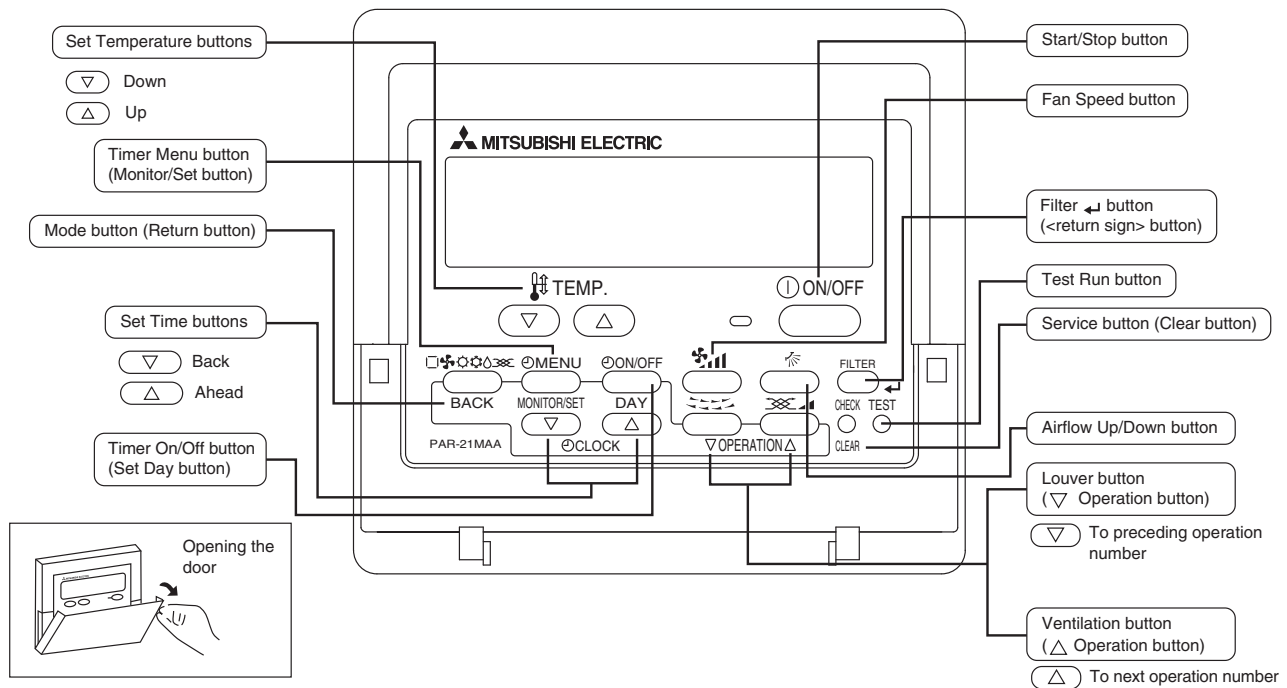 Set Temperature buttons
▽ Down
△ Up
Timer Menu button
(Monitor/Set button)
Mode button (Return button)
Set Time buttons
▽ Back
△ Ahead
Timer On/Off button
(Set Day button)
Opening the
door
MITSUBISHI ELECTRIC
TEMP.
ON/OFF
▽ △
MENU
ON/OFF
FILTER
BACK
MONITOR/SET
DAY
CHECK TEST
▽ △
PAR-21MAA
CLOCK
▽ OPERATION △
CLEAR
Start/Stop button
Fan Speed button
Filter ↵ button
(<return sign> button)
Test Run button
Service button (Clear button)
Airflow Up/Down button
Louver button
(▽ Operation button)
▽ To preceding operation
number
Ventilation button
(△ Operation button)
△ To next operation number